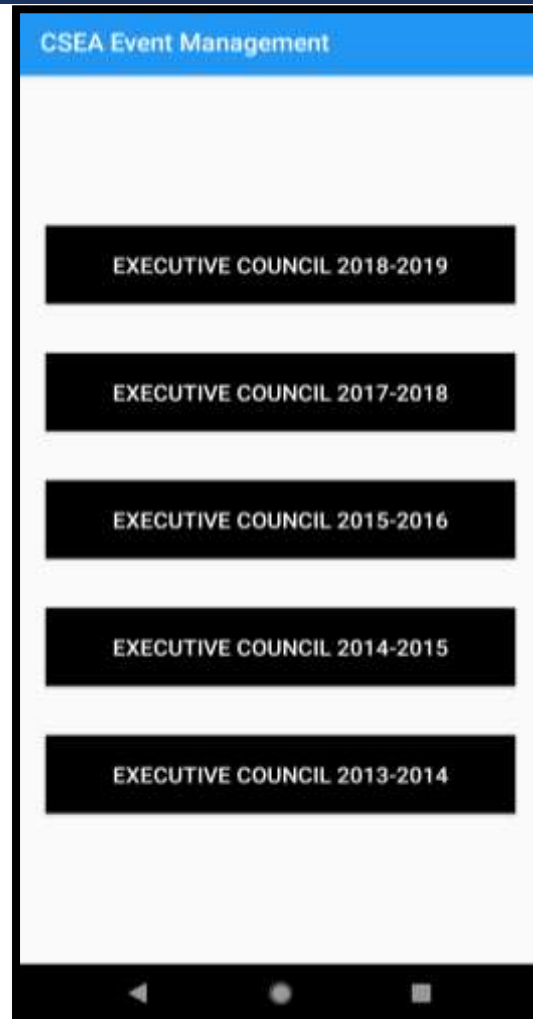 CSEA Event Management
EXECUTIVE COUNCIL 2018-2019
EXECUTIVE COUNCIL 2017-2018
EXECUTIVE COUNCIL 2015-2016
EXECUTIVE COUNCIL 2014-2015
EXECUTIVE COUNCIL 2013-2014